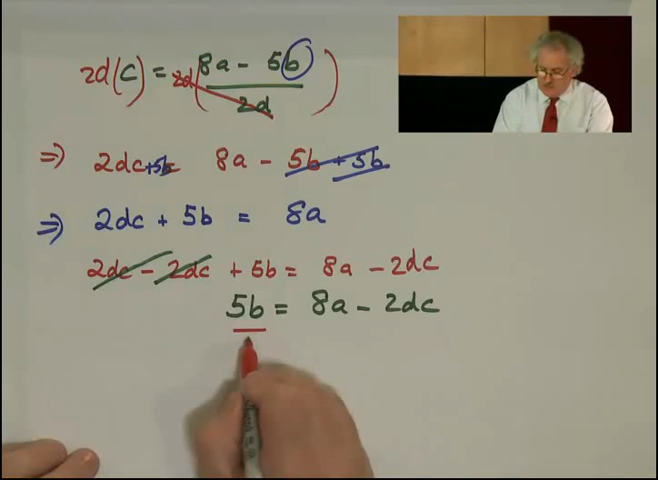 2d(c) = 2d(8a - 5b / 2d)
⇒ 2dc+5b = 8a - 5b + 5b
⇒ 2dc + 5b = 8a
2dc - 2dc + 5b = 8a - 2dc
5b = 8a - 2dc